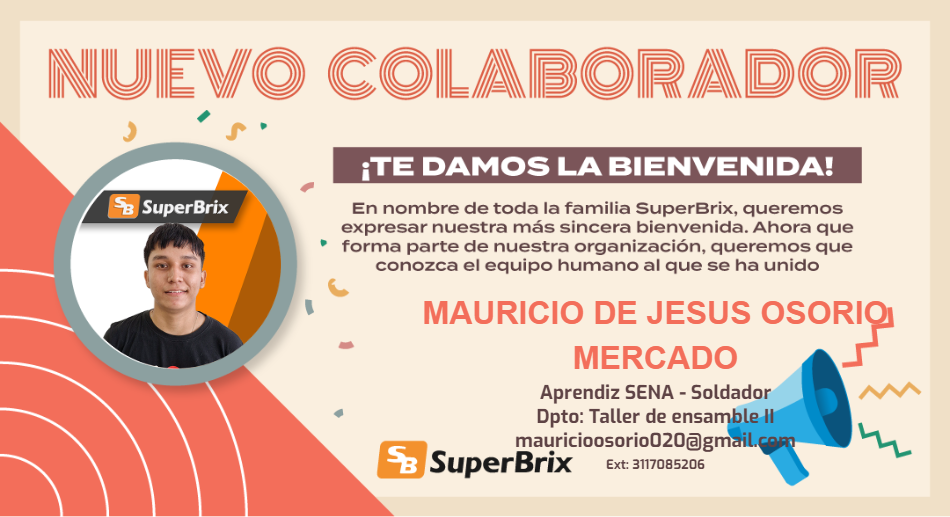 NUEVO COLABORADOR
¡TE DAMOS LA BIENVENIDA!
SB SuperBrix
En nombre de toda la familia SuperBrix, queremos
expresar nuestra más sincera bienvenida. Ahora que
forma parte de nuestra organización, queremos que
conozca el equipo humano al que se ha unido
MAURICIO DE JESUS OSORIO
MERCADO
Aprendiz SENA - Soldador
Dpto: Taller de ensamble II
mauricioosorio020@gmail.com
SB SuperBrix
Ext: 3117085206